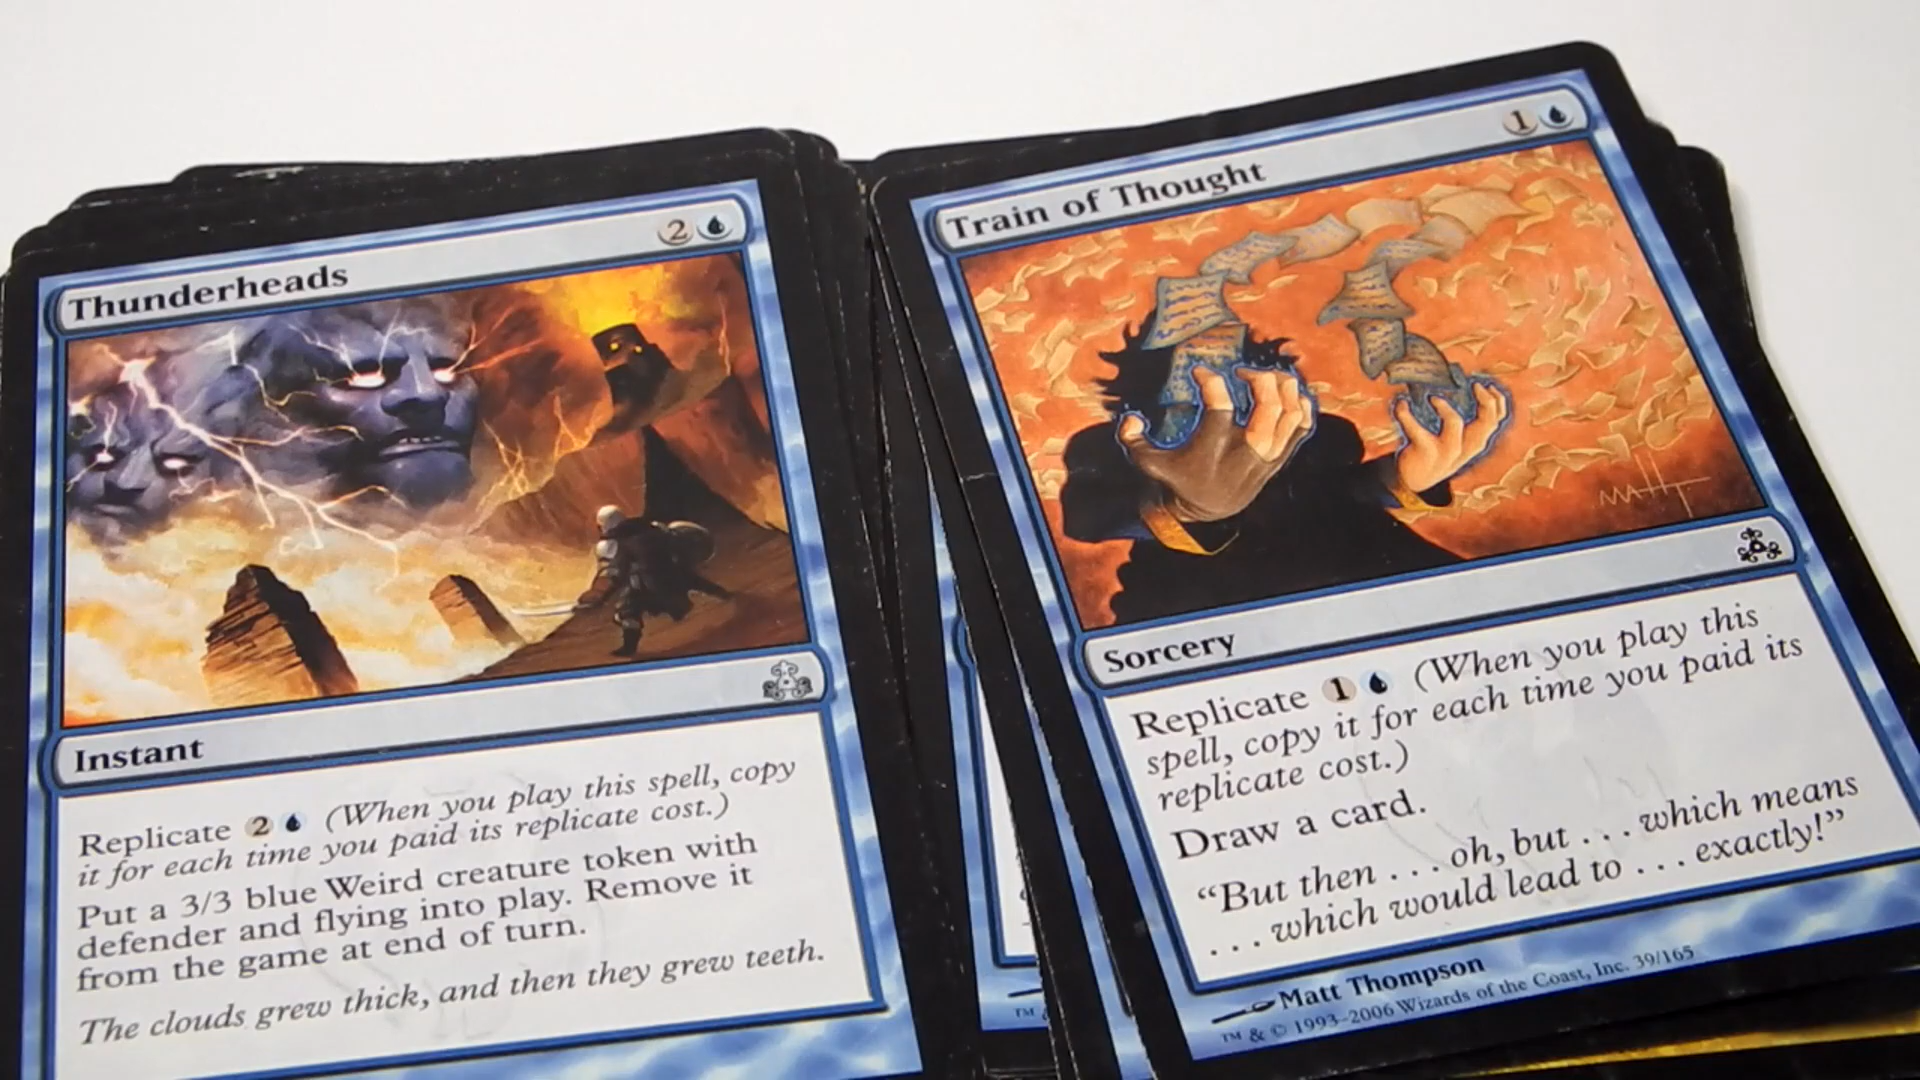 Thunderheads
2
Instant
Replicate 2 (When you play this spell, copy
it for each time you paid its replicate cost.)
Put a 3/3 blue Weird creature token with
defender and flying into play. Remove it
from the game at end of turn.
The clouds grew thick, and then they grew teeth.
Train of Thought
1
MATT
Sorcery
Replicate 1 (When you play this
spell, copy it for each time you paid its
replicate cost.)
Draw a card.
“But then . . . oh, but . . . which means
. . . which would lead to . . . exactly!”
Matt Thompson
™ & © 1993–2006 Wizards of the Coast, Inc. 39/165
™